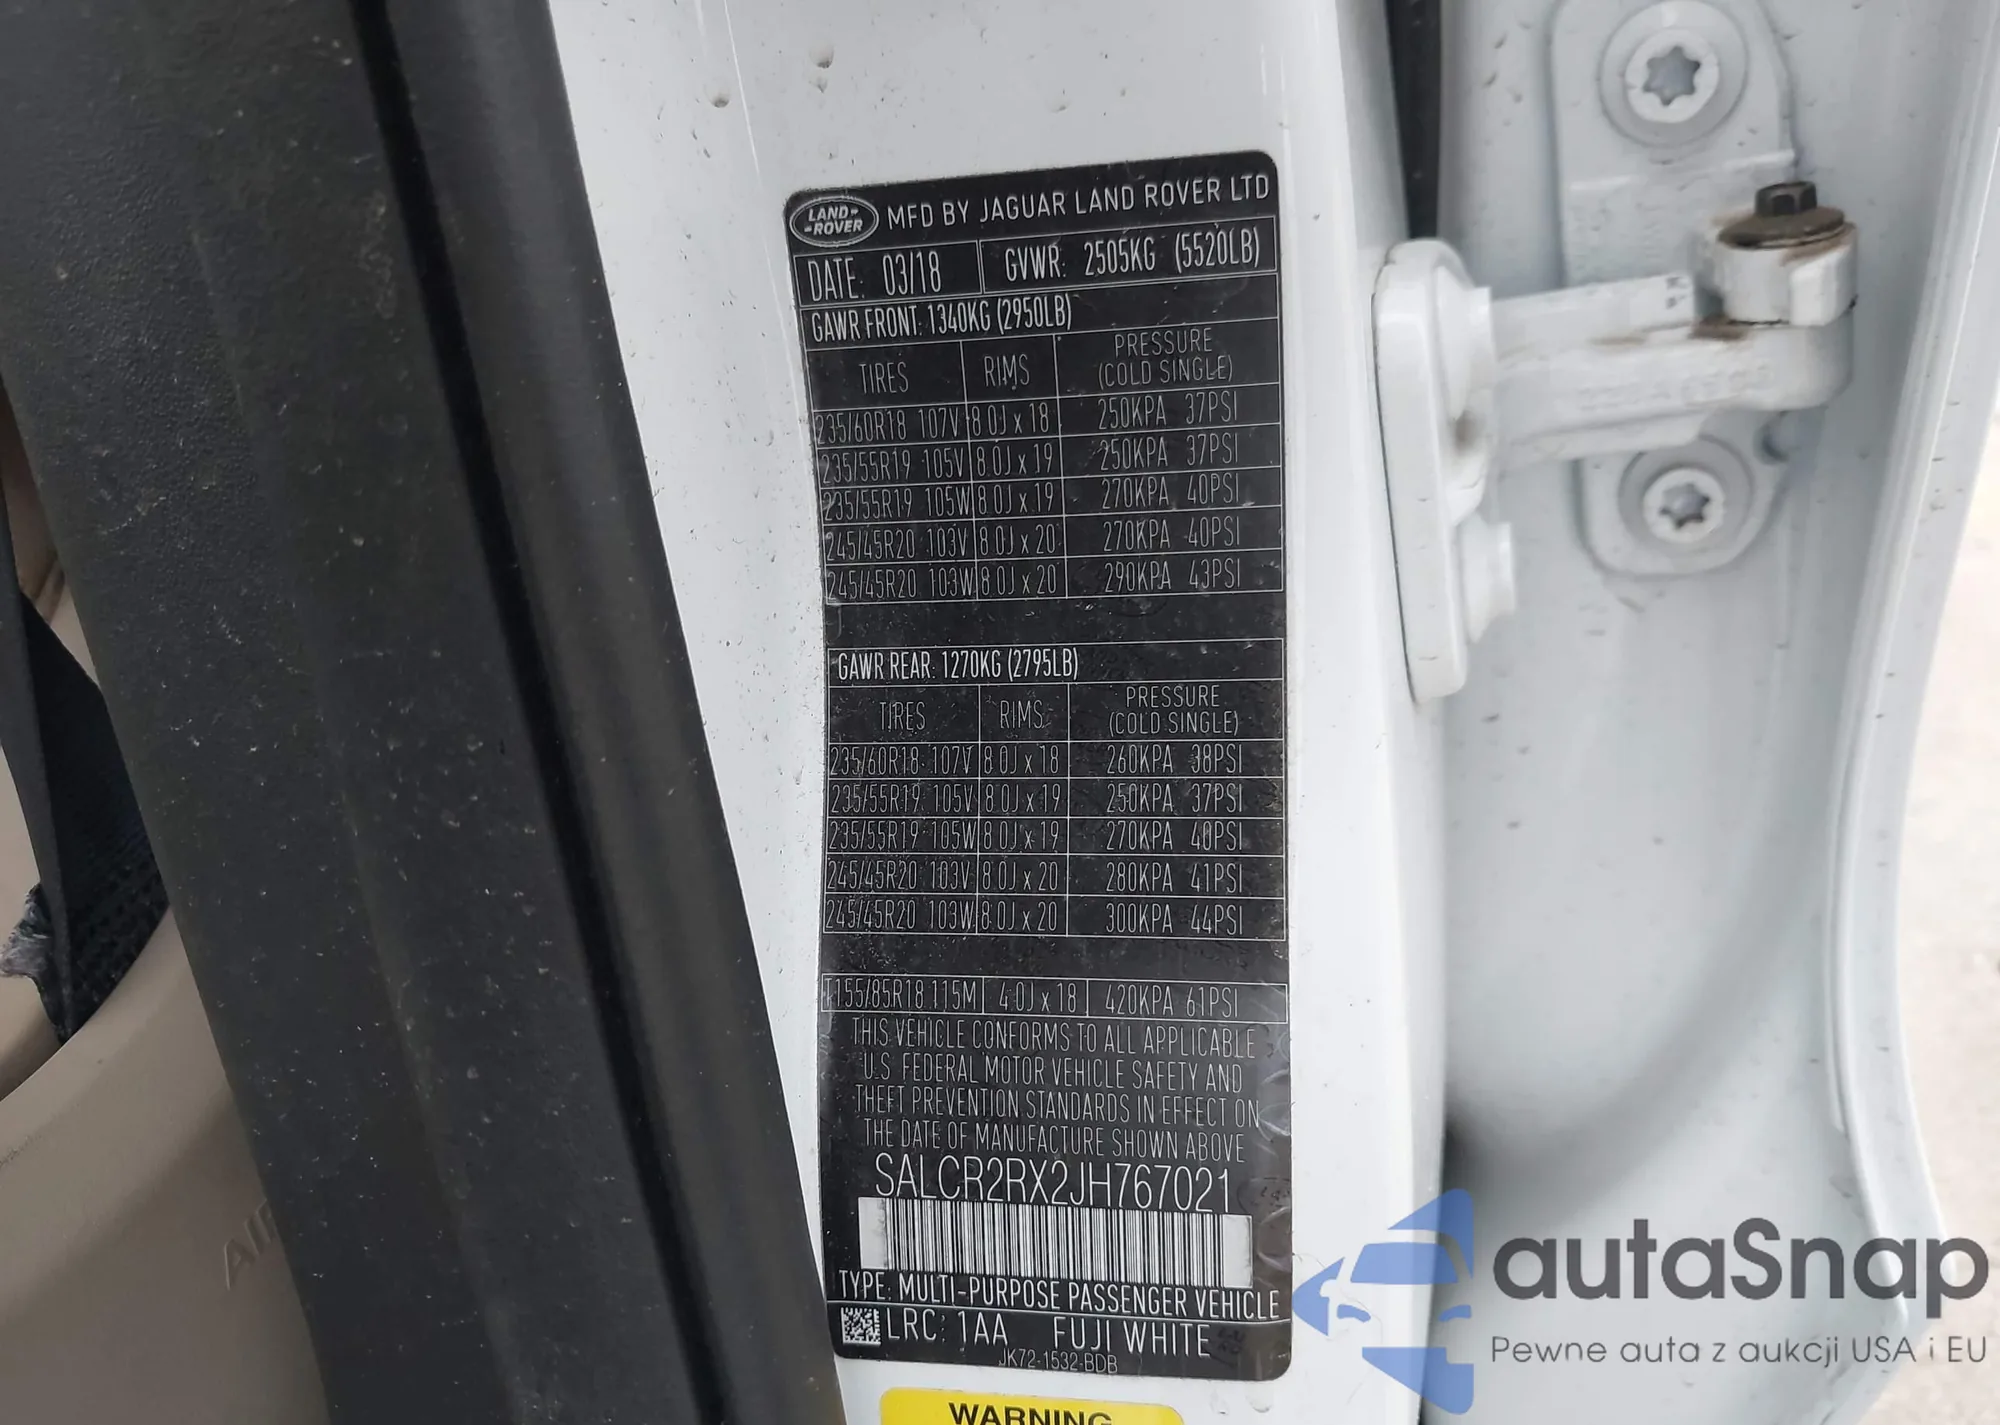 LAND-
-ROVER
MFD BY JAGUAR LAND ROVER LTD
DATE: 03/18 GVWR: 2505KG (5520LB)
GAWR FRONT: 1340KG (2950LB)
TIRES RIMS PRESSURE (COLD SINGLE)
235/60R18 107V 8.0J x 18 250KPA 37PSI
235/55R19 105V 8.0J x 19 250KPA 37PSI
235/55R19 105W 8.0J x 19 270KPA 40PSI
245/45R20 103V 8.0J x 20 270KPA 40PSI
245/45R20 103W 8.0J x 20 290KPA 43PSI
GAWR REAR: 1270KG (2795LB)
TIRES RIMS PRESSURE (COLD SINGLE)
235/60R18 107V 8.0J x 18 260KPA 38PSI
235/55R19 105V 8.0J x 19 250KPA 37PSI
235/55R19 105W 8.0J x 19 270KPA 40PSI
245/45R20 103V 8.0J x 20 280KPA 41PSI
245/45R20 103W 8.0J x 20 300KPA 44PSI
T155/85R18 115M 4.0J x 18 420KPA 61PSI
THIS VEHICLE CONFORMS TO ALL APPLICABLE
U.S. FEDERAL MOTOR VEHICLE SAFETY AND
THEFT PREVENTION STANDARDS IN EFFECT ON
THE DATE OF MANUFACTURE SHOWN ABOVE
SALCR2RX2JH767021
TYPE: MULTI-PURPOSE PASSENGER VEHICLE
LRC: 1AA FUJI WHITE
JK72-1532-BDB
WARNING
autaSnap
Pewne auta z aukcji USA i EU